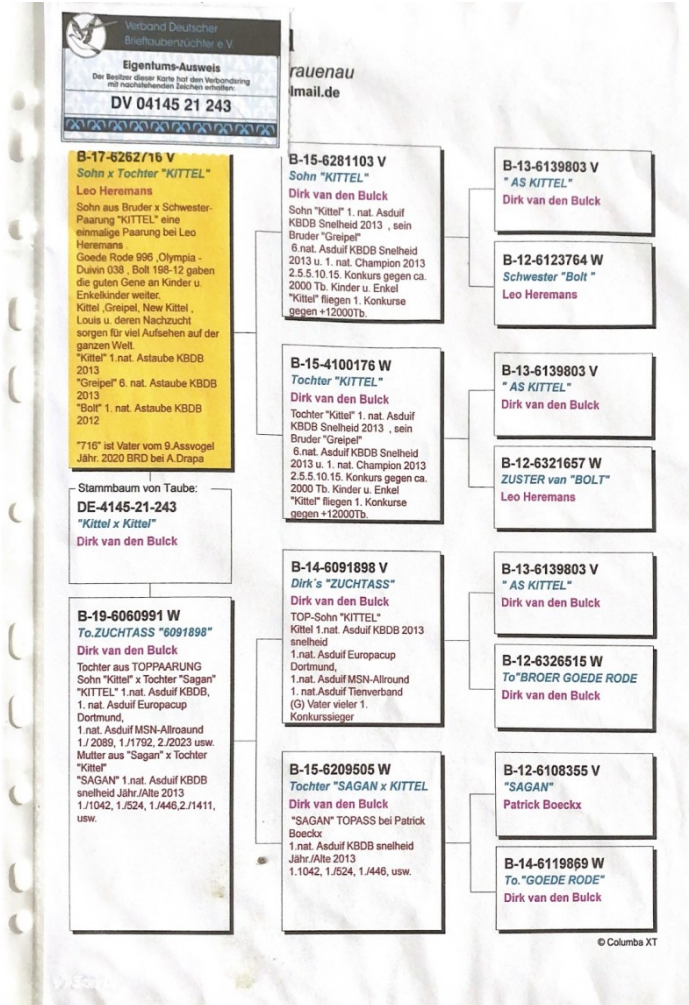 Verband Deutscher
Brieftaubenzüchter e.V.
Eigentums-Ausweis
Der Besitzer dieser Karte hat den Verbandsring
mit nachstehenden Zeichen erhalten:
DV 04145 21 243
rauenau
lmail.de
B-17-6262716 V
Sohn x Tochter "KITTEL"
Leo Heremans
Sohn aus Bruder x Schwester-
Paarung "KITTEL" eine
einmalige Paarung bei Leo
Heremans .
Goede Rode 996 ,Olympia -
Duivin 038 , Bolt 198-12 gaben
die guten Gene an Kinder u.
Enkelkinder weiter.
Kittel ,Greipel, New Kittel ,
Louis u. deren Nachzucht
sorgen für viel Aufsehen auf der
ganzen Welt.
"Kittel" 1.nat. Astaube KBDB
2013
"Greipel" 6. nat. Astaube KBDB
2013
"Bolt" 1. nat. Astaube KBDB
2012
"716" ist Vater vom 9.Assvogel
Jähr. 2020 BRD bei A.Drapa
Stammbaum von Taube:
DE-4145-21-243
"Kittel x Kittel"
Dirk van den Bulck
B-19-6060991 W
To.ZUCHTASS "6091898"
Dirk van den Bulck
Tochter aus TOPPAARUNG
Sohn "Kittel" x Tochter "Sagan"
"KITTEL" 1.nat. Asduif KBDB,
1. nat. Asduif Europacup
Dortmund,
1.nat. Asduif MSN-Allroaund
1./ 2089, 1./1792, 2./2023 usw.
Mutter aus "Sagan" x Tochter
"Kittel"
"SAGAN" 1.nat. Asduif KBDB
snelheid Jähr./Alte 2013
1./1042, 1./524, 1./446,2./1411,
usw.
B-15-6281103 V
Sohn "KITTEL"
Dirk van den Bulck
Sohn "Kittel" 1. nat. Asduif
KBDB Snelheid 2013 , sein
Bruder "Greipel"
6.nat. Asduif KBDB Snelheid
2013 u. 1. nat. Champion 2013
2.5.5.10.15. Konkurs gegen ca.
2000 Tb. Kinder u. Enkel
"Kittel" fliegen 1. Konkurse
gegen +12000Tb.
B-15-4100176 W
Tochter "KITTEL"
Dirk van den Bulck
Tochter "Kittel" 1. nat. Asduif
KBDB Snelheid 2013 , sein
Bruder "Greipel"
6.nat. Asduif KBDB Snelheid
2013 u. 1. nat. Champion 2013
2.5.5.10.15. Konkurs gegen ca.
2000 Tb. Kinder u. Enkel
"Kittel" fliegen 1. Konkurse
gegen +12000Tb.
B-14-6091898 V
Dirk´s "ZUCHTASS"
Dirk van den Bulck
TOP-Sohn "KITTEL"
Kittel 1.nat. Asduif KBDB 2013
snelheid
1.nat. Asduif Europacup
Dortmund,
1.nat. Asduif MSN-Allround
1. nat.Asduif Tienverband
(G) Vater vieler 1.
Konkurssieger
B-15-6209505 W
Tochter "SAGAN x KITTEL
Dirk van den Bulck
"SAGAN" TOPASS bei Patrick
Boeckx
1.nat. Asduif KBDB snelheid
Jähr./Alte 2013
1.1042, 1./524, 1./446, usw.
B-13-6139803 V
" AS KITTEL"
Dirk van den Bulck
B-12-6123764 W
Schwester "Bolt "
Leo Heremans
B-13-6139803 V
" AS KITTEL"
Dirk van den Bulck
B-12-6321657 W
ZUSTER van "BOLT"
Leo Heremans
B-13-6139803 V
" AS KITTEL"
Dirk van den Bulck
B-12-6326515 W
To"BROER GOEDE RODE
Dirk van den Bulck
B-12-6108355 V
"SAGAN"
Patrick Boeckx
B-14-6119869 W
To."GOEDE RODE"
Dirk van den Bulck
© Columba XT